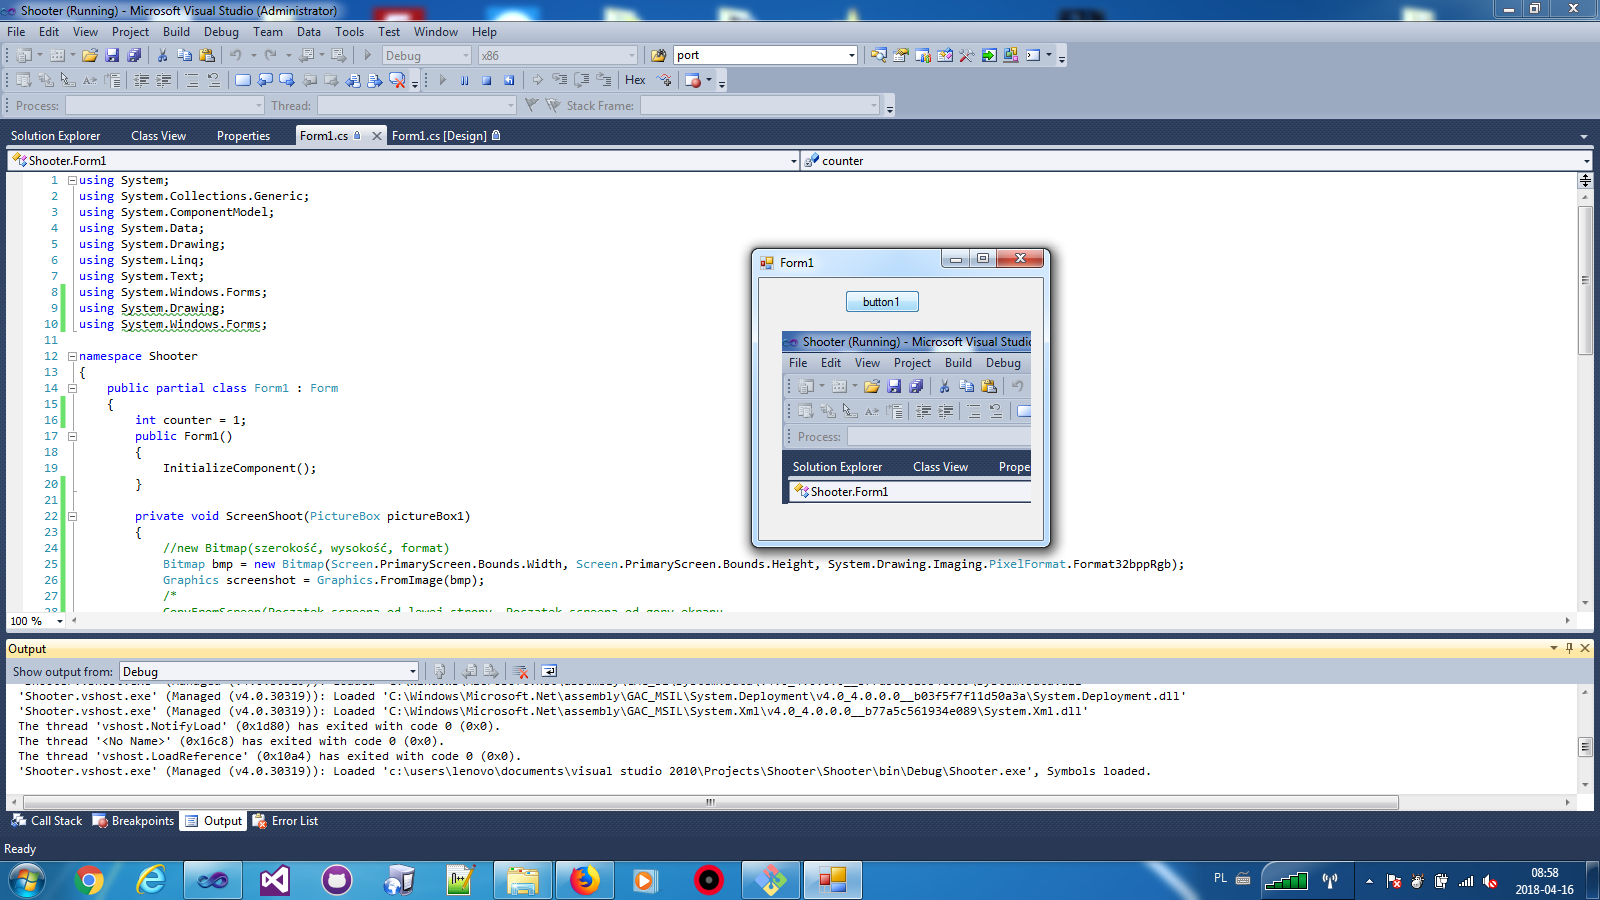 Shooter (Running) - Microsoft Visual Studio (Administrator)
File Edit View Project Build Debug Team Data Tools Test Window Help
Debug x86 port
Hex
Process: Thread: Stack Frame:
Solution Explorer Class View Properties Form1.cs Form1.cs [Design]
Shooter.Form1 counter
1 using System;
2 using System.Collections.Generic;
3 using System.ComponentModel;
4 using System.Data;
5 using System.Drawing;
6 using System.Linq;
7 using System.Text;
8 using System.Windows.Forms;
9 using System.Drawing;
10 using System.Windows.Forms;
11
12 namespace Shooter
13 {
14 public partial class Form1 : Form
15 {
16 int counter = 1;
17 public Form1()
18 {
19 InitializeComponent();
20 }
21
22 private void ScreenShoot(PictureBox pictureBox1)
23 {
24 //new Bitmap(szerokość, wysokość, format)
25 Bitmap bmp = new Bitmap(Screen.PrimaryScreen.Bounds.Width, Screen.PrimaryScreen.Bounds.Height, System.Drawing.Imaging.PixelFormat.Format32bppRgb);
26 Graphics screenshot = Graphics.FromImage(bmp);
27 /*
28 CopyFromScreen(Poczatek screena od lewej strony, Poczatek screena od gory ekranu,
Form1
button1
Shooter (Running) - Microsoft Visual Studio
File Edit View Project Build Debug
Process:
Solution Explorer Class View Prope
Shooter.Form1
100 %
Output
Show output from: Debug
'Shooter.vshost.exe' (Managed (v4.0.30319)): Loaded 'C:\Windows\Microsoft.Net\assembly\GAC_MSIL\System.Deployment\v4.0_4.0.0.0__b03f5f7f11d50a3a\System.Deployment.dll'
'Shooter.vshost.exe' (Managed (v4.0.30319)): Loaded 'C:\Windows\Microsoft.Net\assembly\GAC_MSIL\System.Xml\v4.0_4.0.0.0__b77a5c561934e089\System.Xml.dll'
The thread 'vshost.NotifyLoad' (0x1d80) has exited with code 0 (0x0).
The thread '<No Name>' (0x16c8) has exited with code 0 (0x0).
The thread 'vshost.LoadReference' (0x10a4) has exited with code 0 (0x0).
'Shooter.vshost.exe' (Managed (v4.0.30319)): Loaded 'c:\users\lenovo\documents\visual studio 2010\Projects\Shooter\Shooter\bin\Debug\Shooter.exe', Symbols loaded.
Call Stack Breakpoints Output Error List
Ready
PL
08:58
2018-04-16